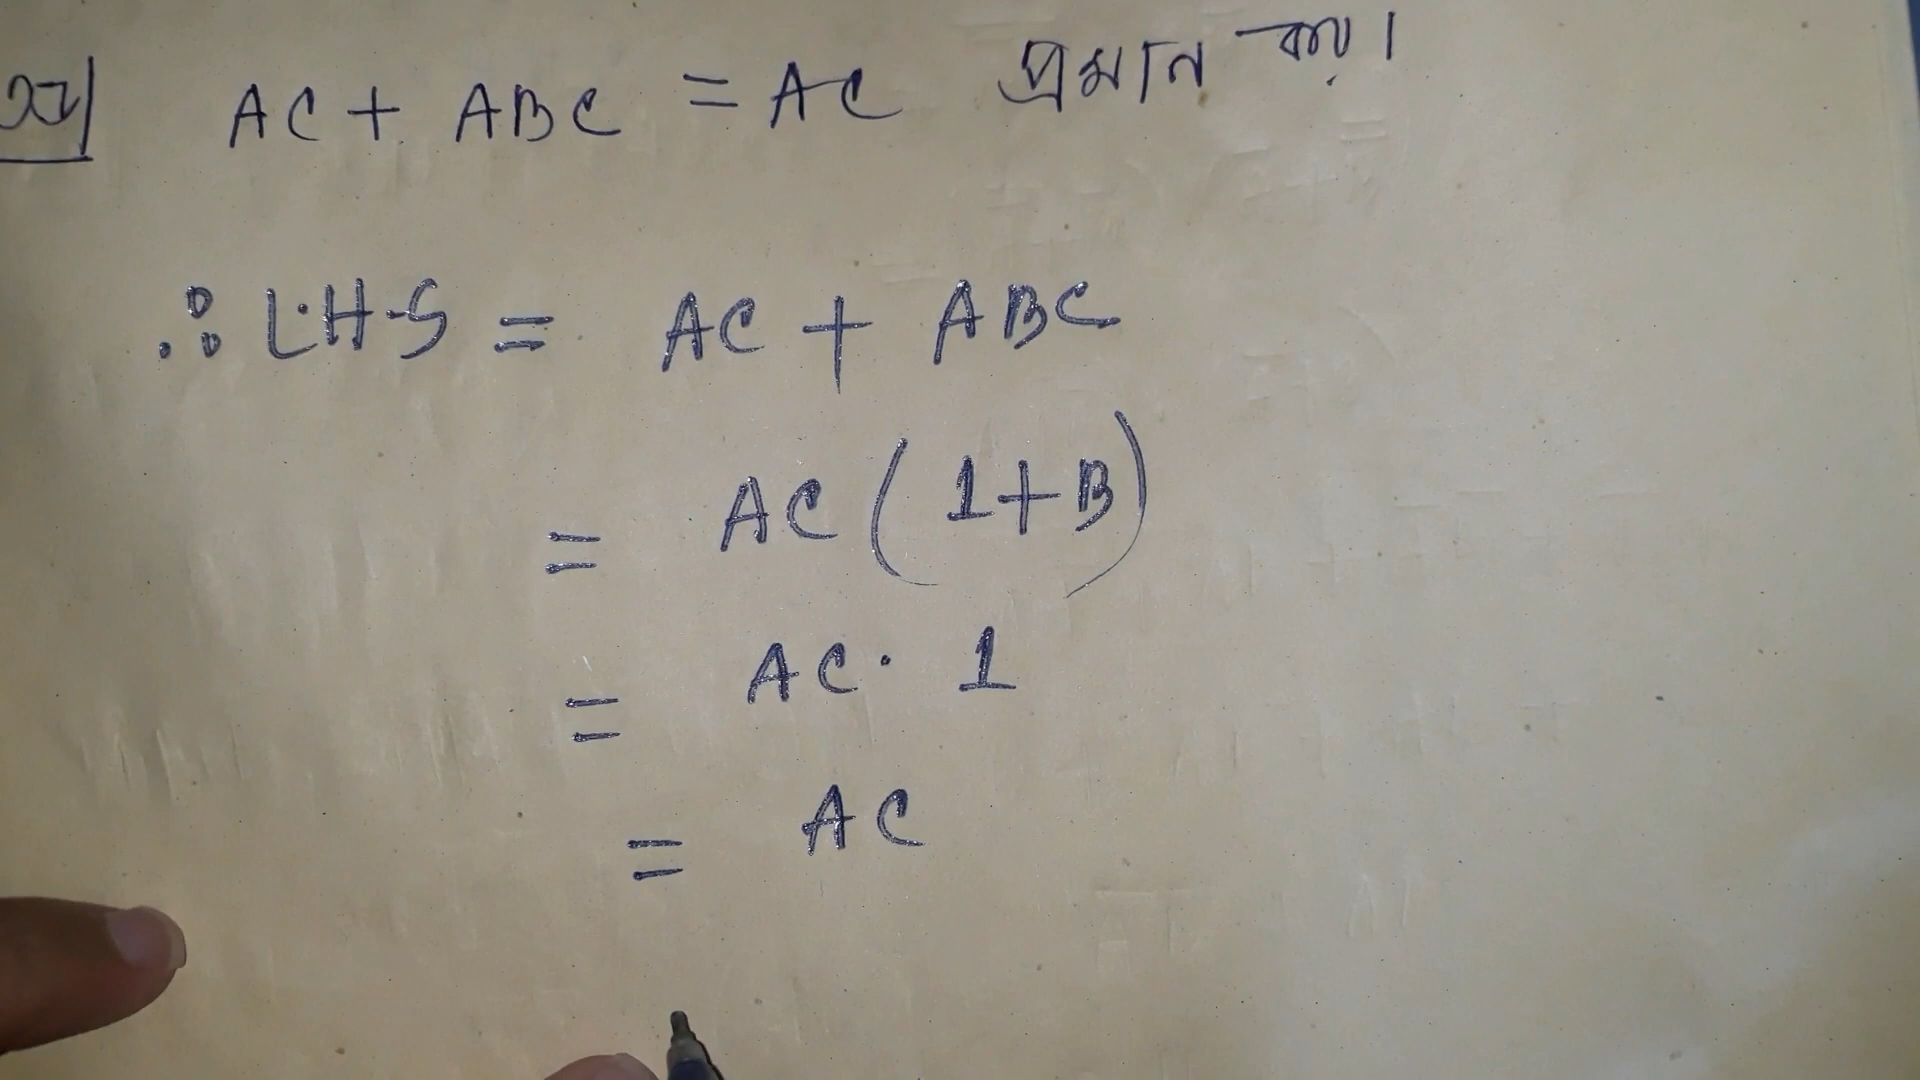 AC + ABC = AC প্রমান কর।
∴ L.H.S = AC + ABC
= AC ( 1 + B )
= AC . 1
= AC